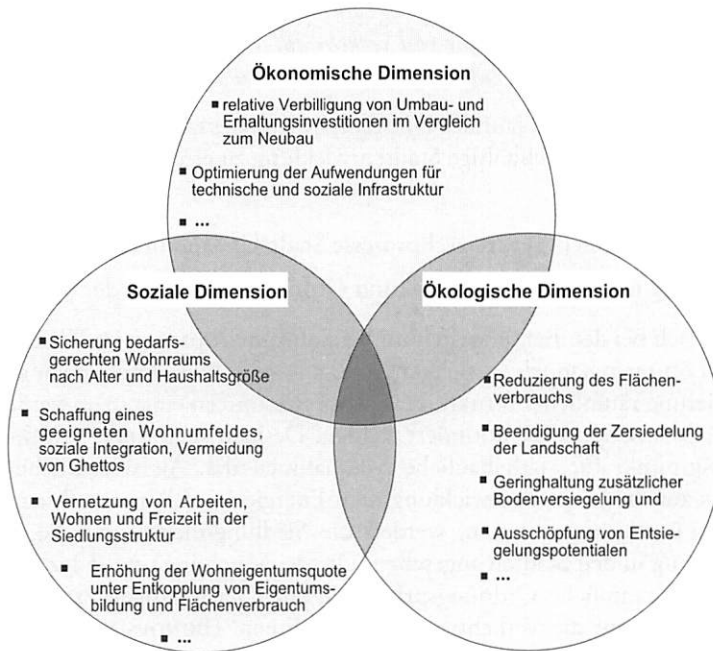 Ökonomische Dimension
▪ relative Verbilligung von Umbau- und
Erhaltungsinvestitionen im Vergleich
zum Neubau
▪ Optimierung der Aufwendungen für
technische und soziale Infrastruktur
▪ ...
Soziale Dimension
▪ Sicherung bedarfs-
gerechten Wohnraums
nach Alter und Haushaltsgröße
▪ Schaffung eines
geeigneten Wohnumfeldes,
soziale Integration, Vermeidung
von Ghettos
▪ Vernetzung von Arbeiten,
Wohnen und Freizeit in der
Siedlungsstruktur
▪ Erhöhung der Wohneigentumsquote
unter Entkopplung von Eigentums-
bildung und Flächenverbrauch
▪ ...
Ökologische Dimension
▪ Reduzierung des Flächen-
verbrauchs
▪ Beendigung der Zersiedelung
der Landschaft
▪ Geringhaltung zusätzlicher
Bodenversiegelung und
▪ Ausschöpfung von Entsie-
gelungspotentialen
▪ ...